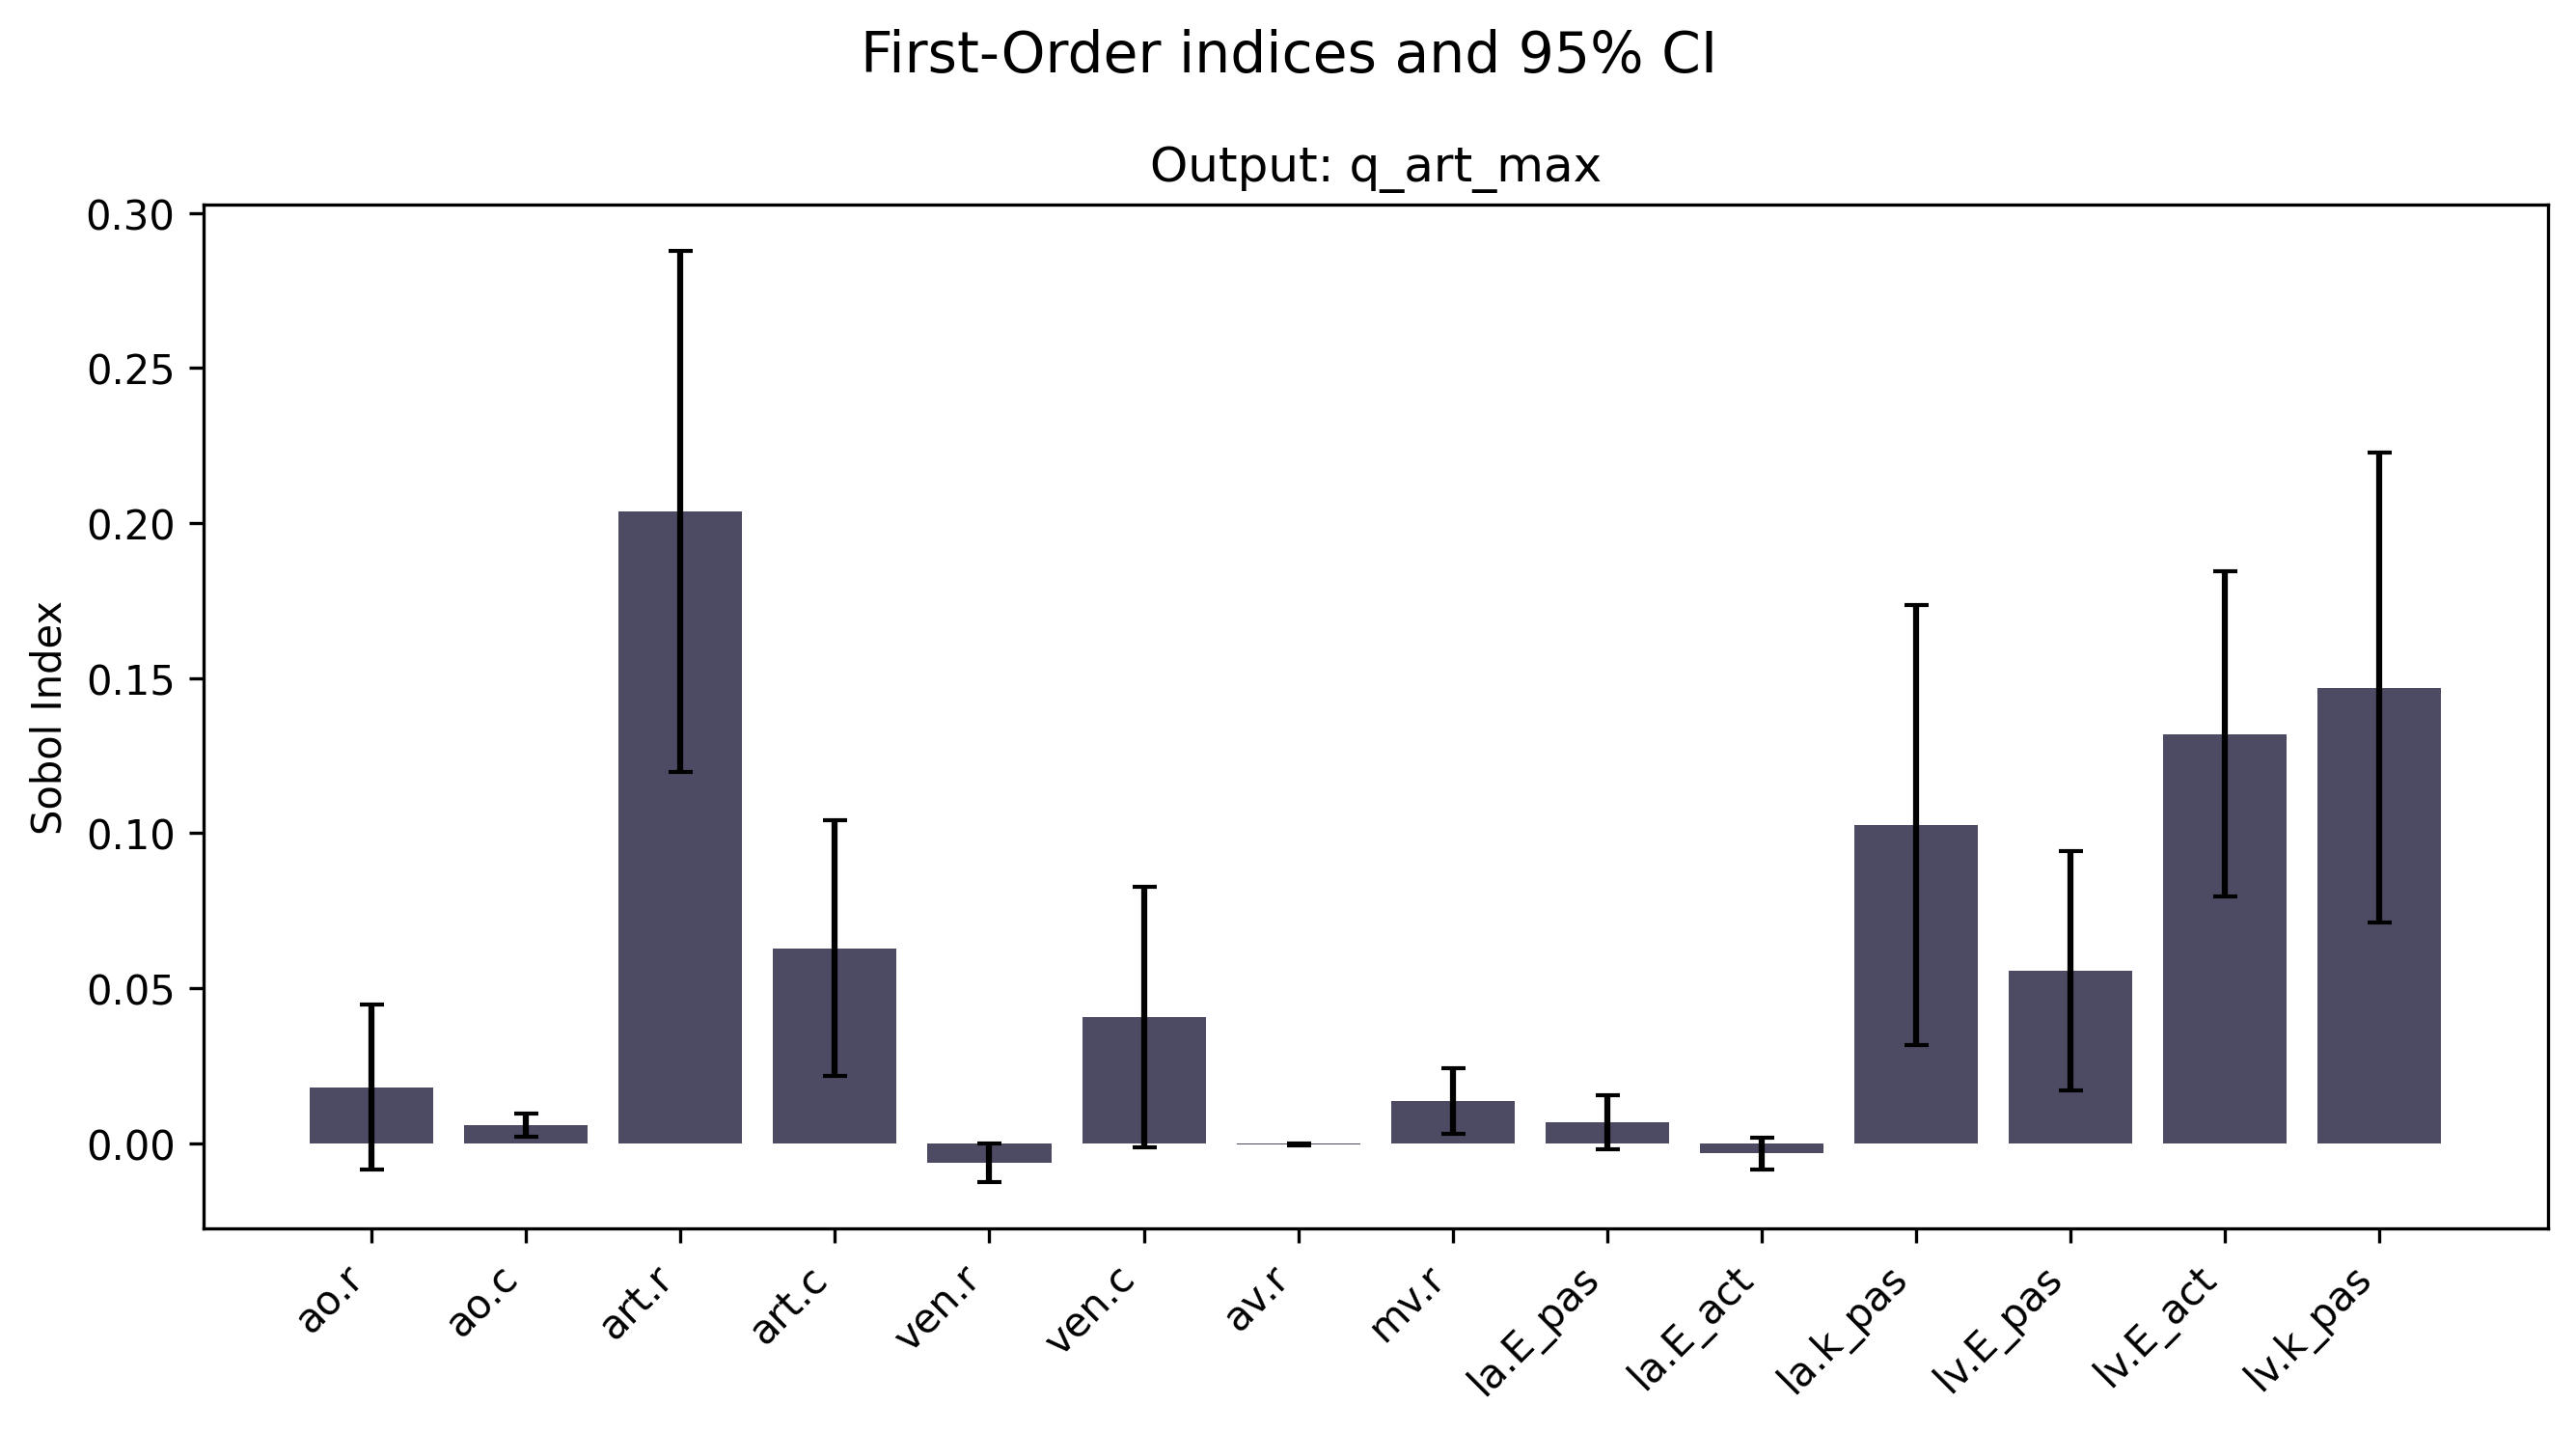 First-Order indices and 95% CI
Output: q_art_max
Sobol Index
0.30
0.25
0.20
0.15
0.10
0.05
0.00
ao.r
ao.c
art.r
art.c
ven.r
ven.c
av.r
mv.r
la.E_pas
la.E_act
la.k_pas
lv.E_pas
lv.E_act
lv.k_pas